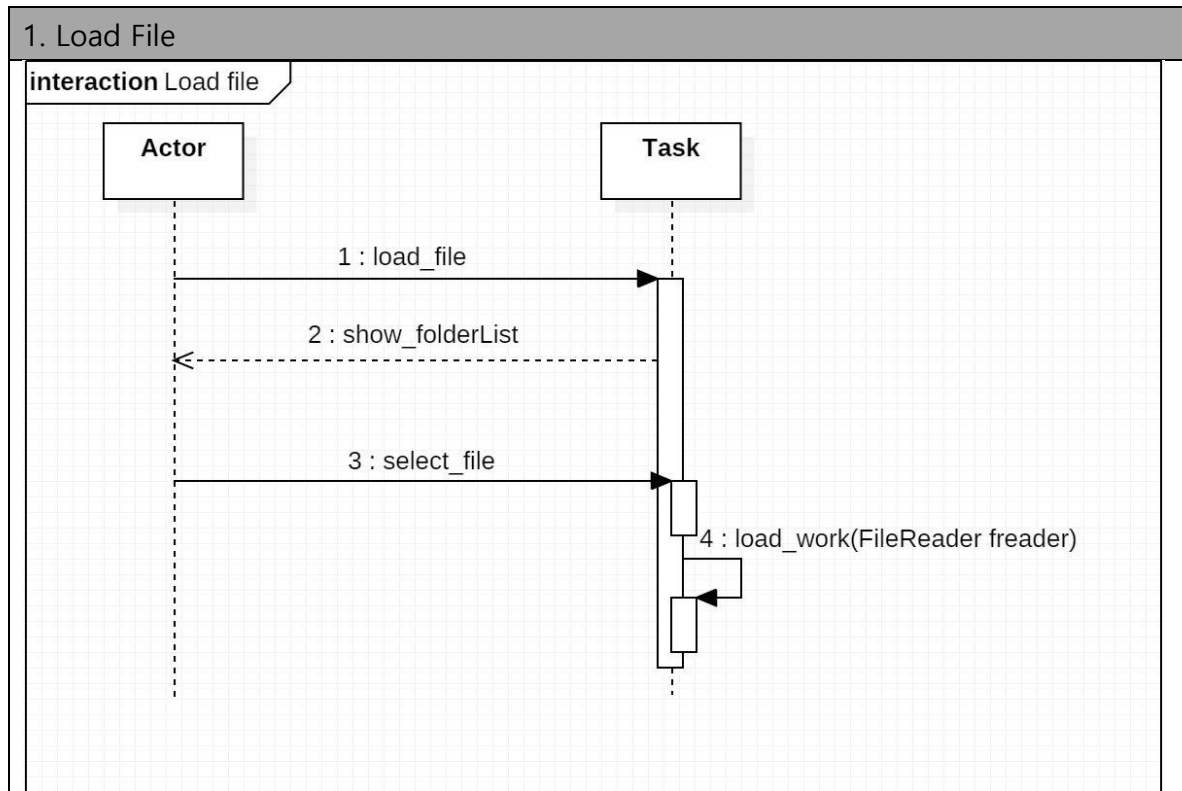 1. Load File
interaction Load file
Actor
Task
1 : load_file
2 : show_folderList
3 : select_file
4 : load_work(FileReader freader)